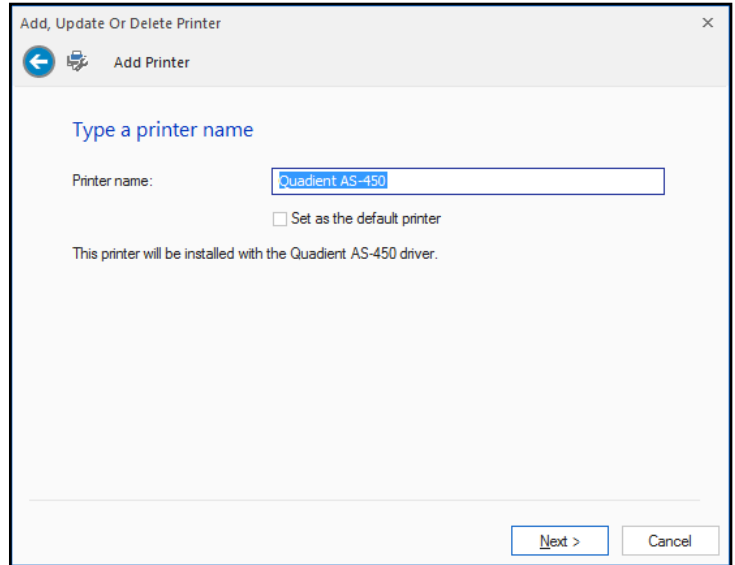 Add, Update Or Delete Printer
Add Printer
Type a printer name
Printer name:
Quadient AS-450
Set as the default printer
This printer will be installed with the Quadient AS-450 driver.
Next >
Cancel